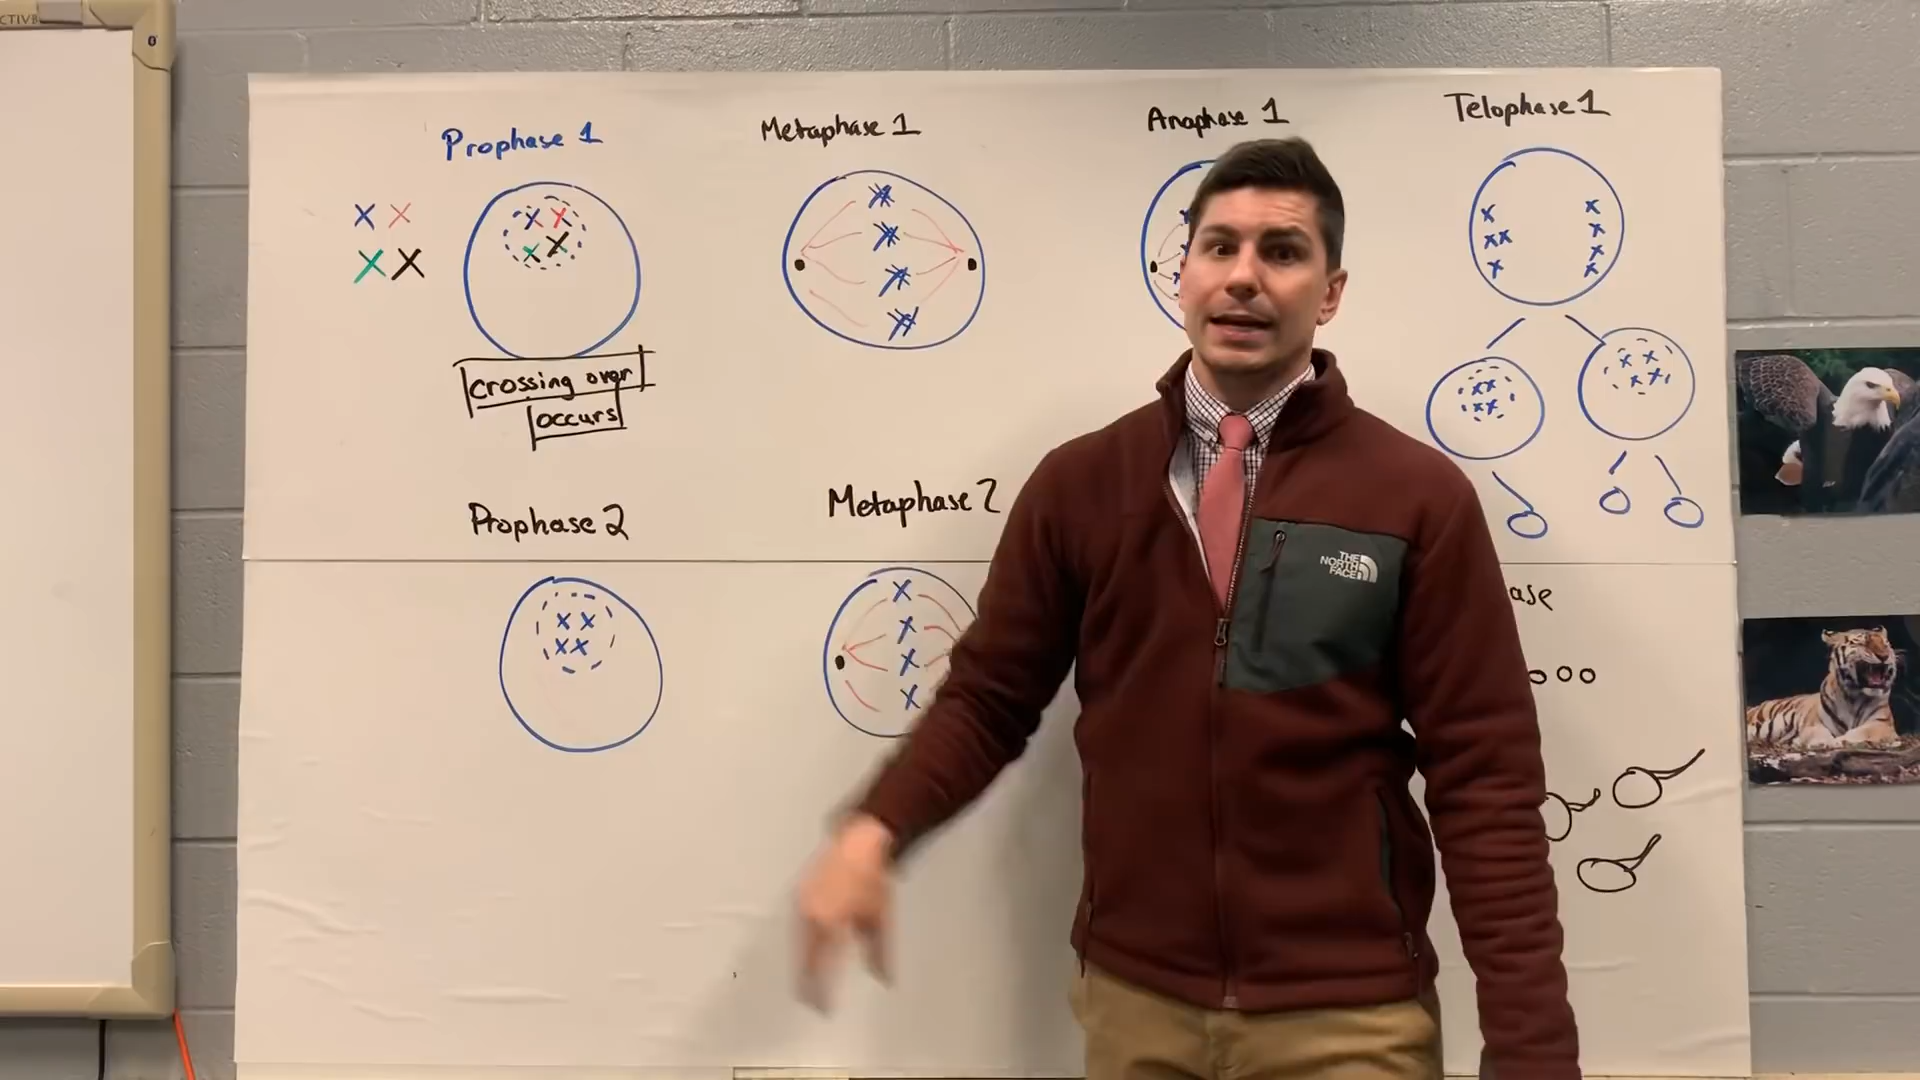 Prophase 1
Metaphase 1
Anaphase 1
Telophase 1
crossing over
occurs
Prophase 2
Metaphase 2
THE
NORTH
FACE